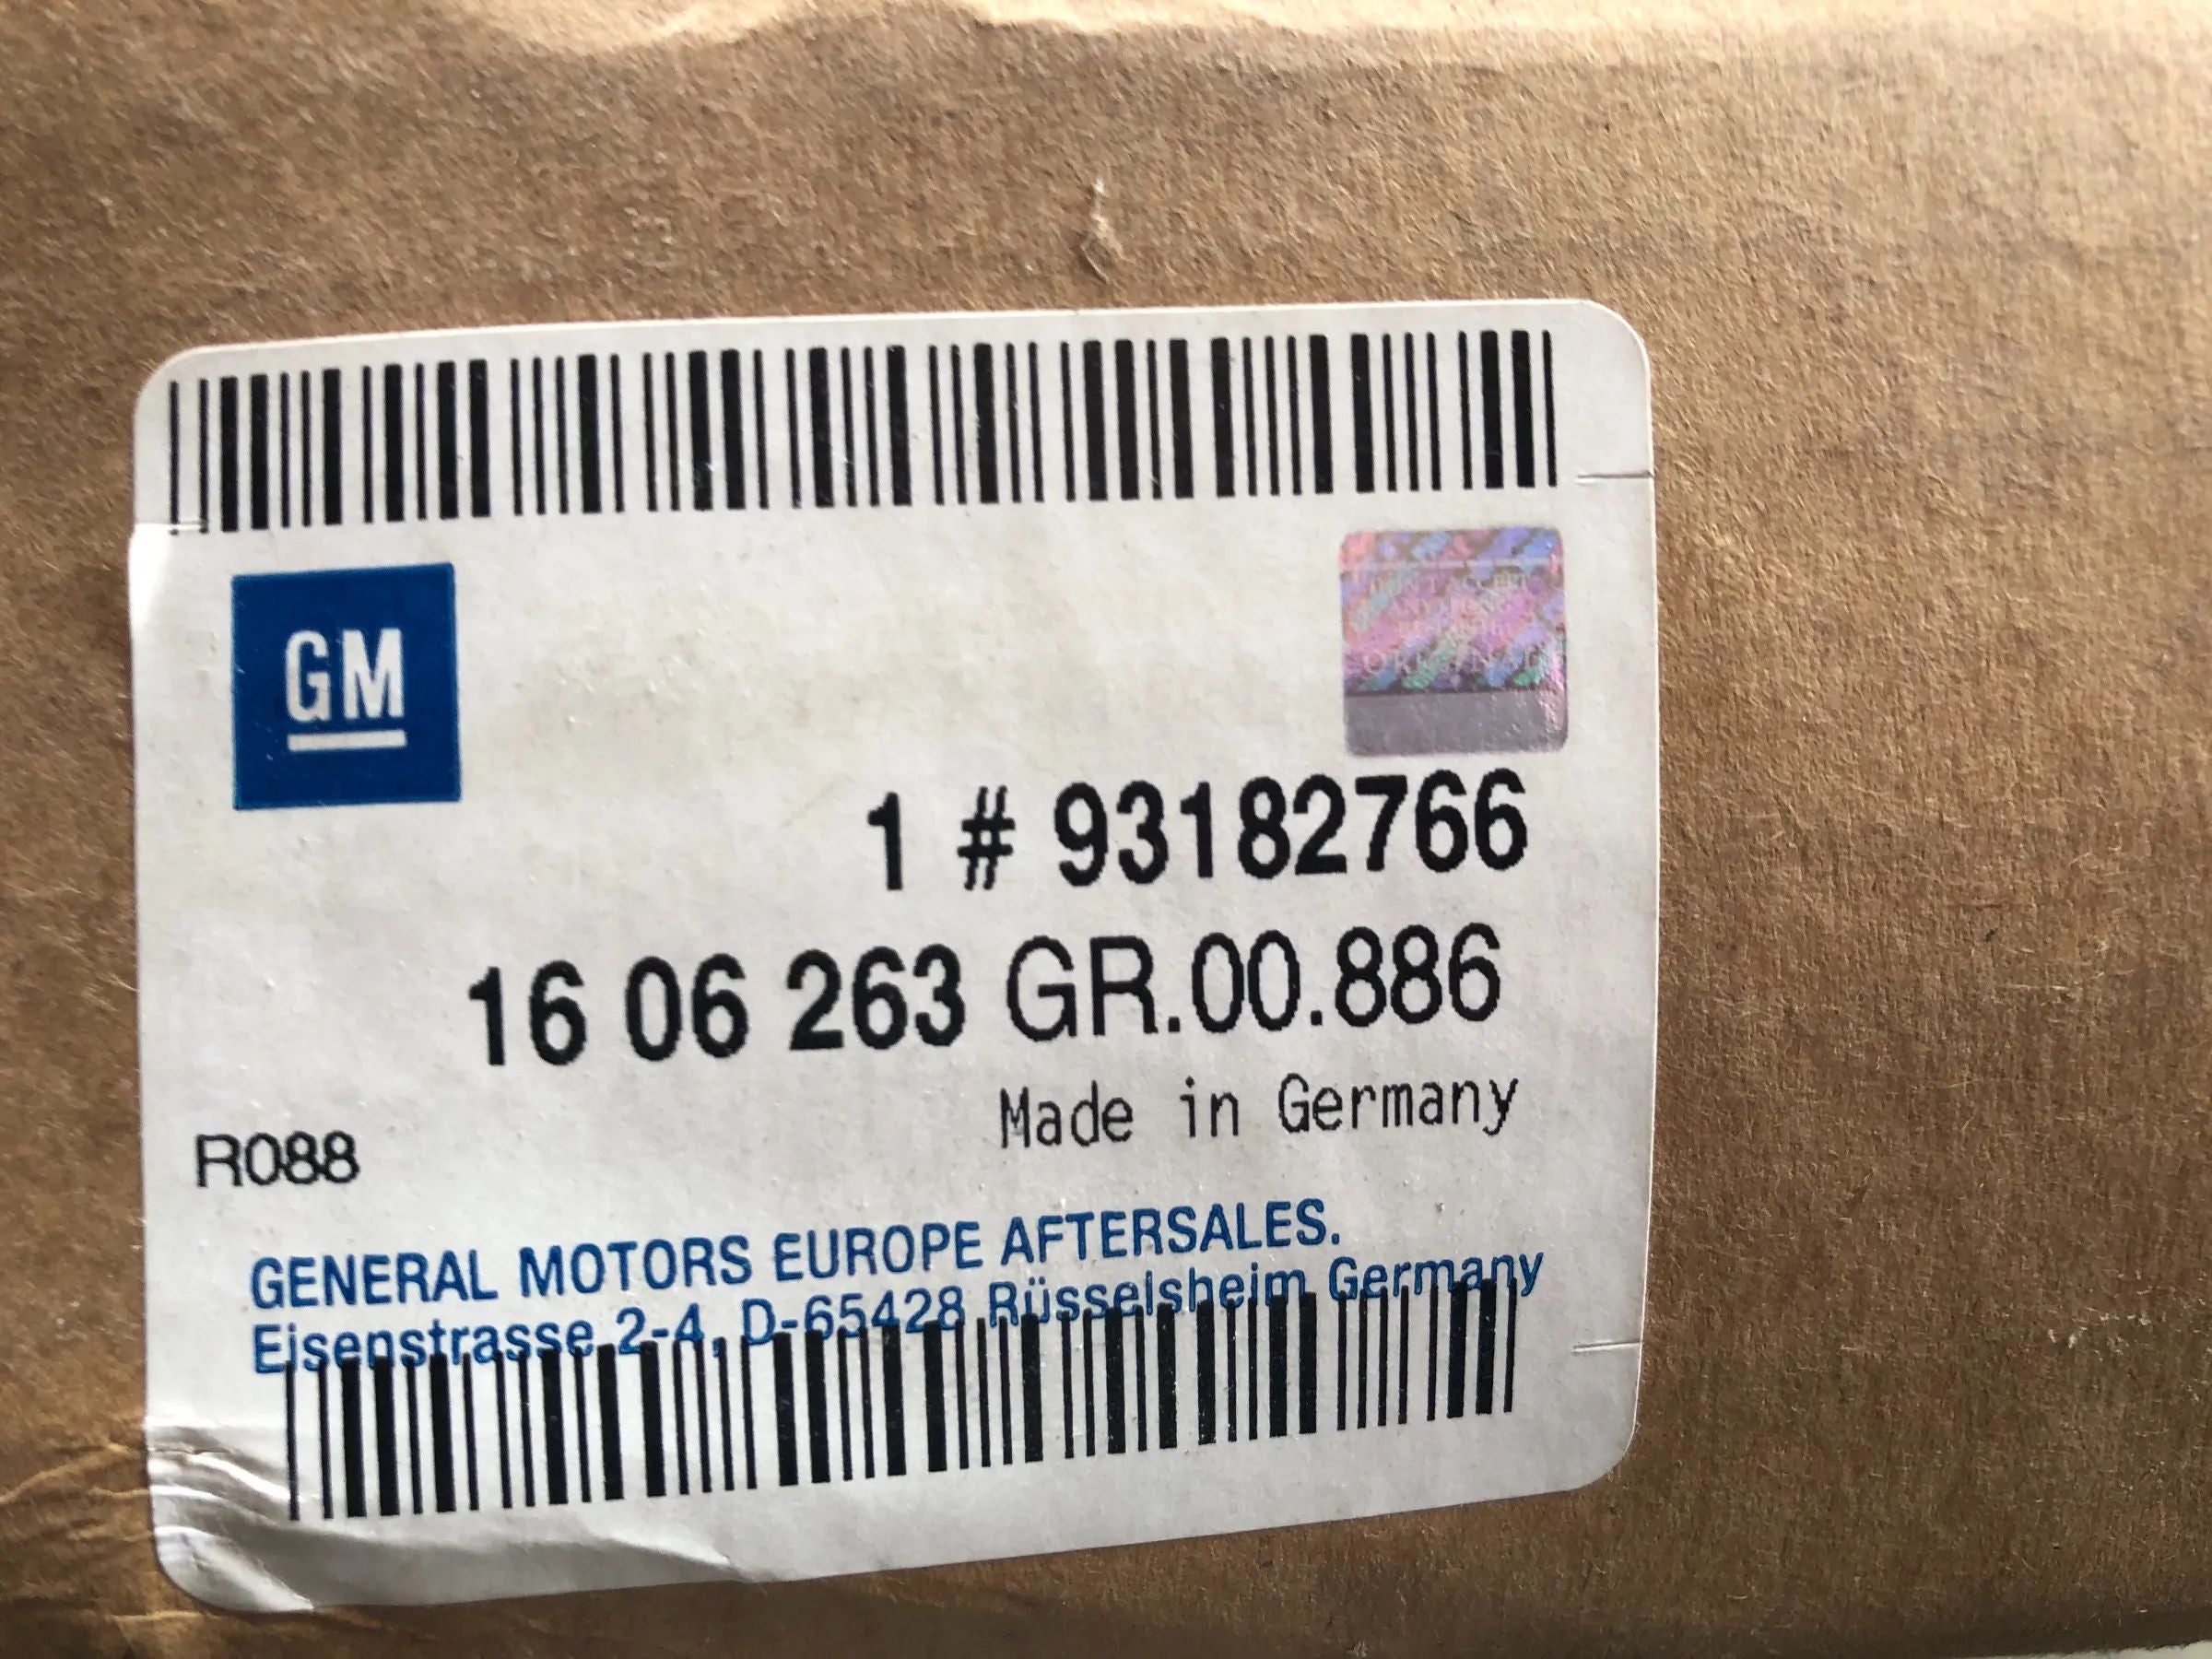 GM
1 # 93182766
16 06 263 GR.00.886
Made in Germany
R088
GENERAL MOTORS EUROPE AFTERSALES.
Eisenstrasse 2-4, D-65428 Rüsselsheim Germany